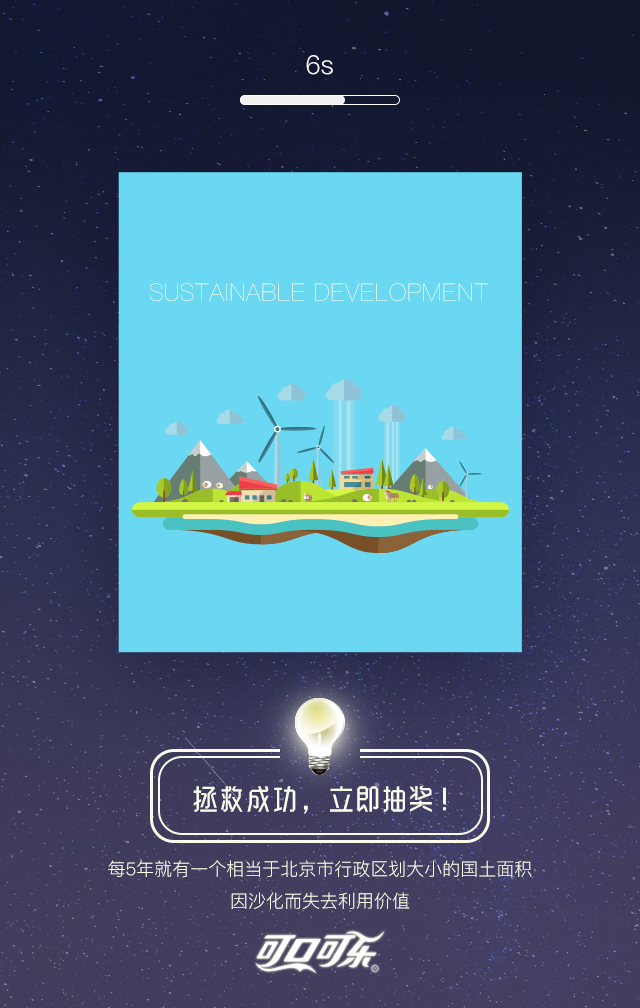 6s
SUSTAINABLE DEVELOPMENT
拯救成功，立即抽奖！
每5年就有一个相当于北京市行政区划大小的国土面积
因沙化而失去利用价值
可口可乐®